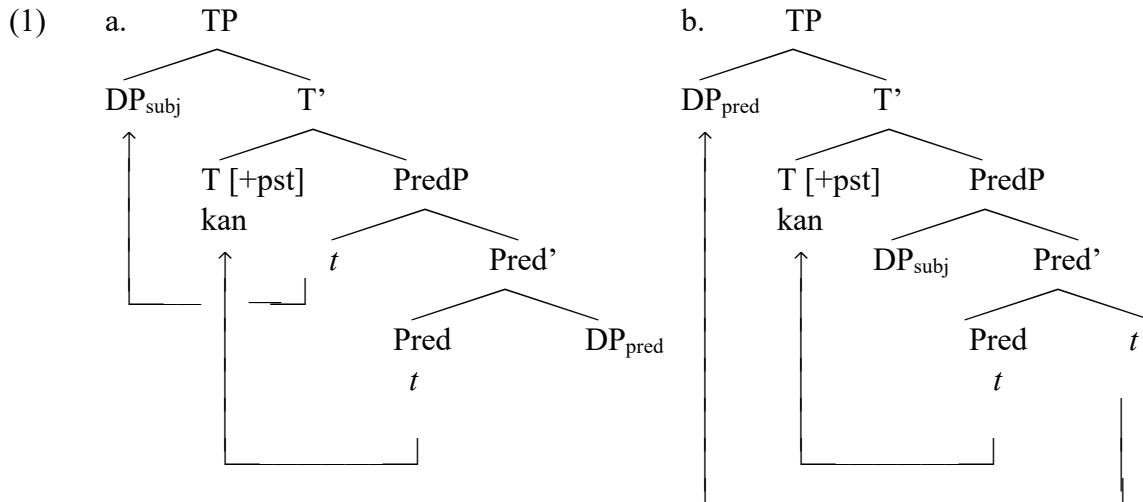 (1) a. TP b. TP
DPsubj T’ DPpred T’
T [+pst] PredP T [+pst] PredP
kan kan
t Pred’ DPsubj Pred’
Pred DPpred Pred t
t t